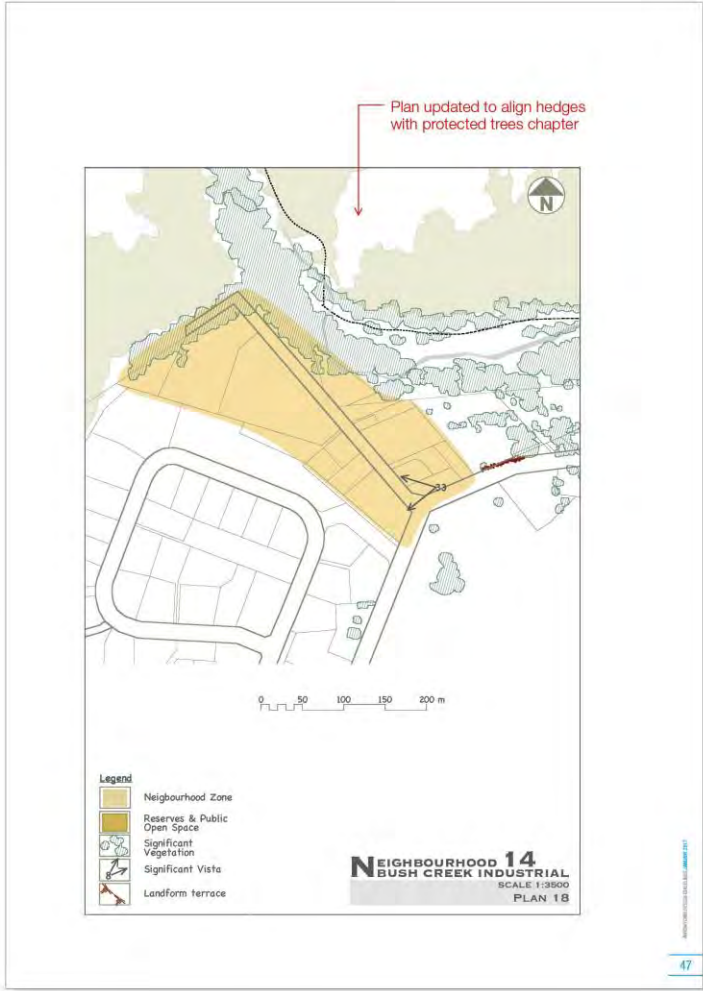 Plan updated to align hedges
with protected trees chapter
N
33
0 50 100 150 200 m
Legend
Neigbourhood Zone
Reserves & Public
Open Space
Significant
Vegetation
8
Significant Vista
Landform terrace
NEIGHBOURHOOD 14
BUSH CREEK INDUSTRIAL
SCALE 1:3500
PLAN 18
47